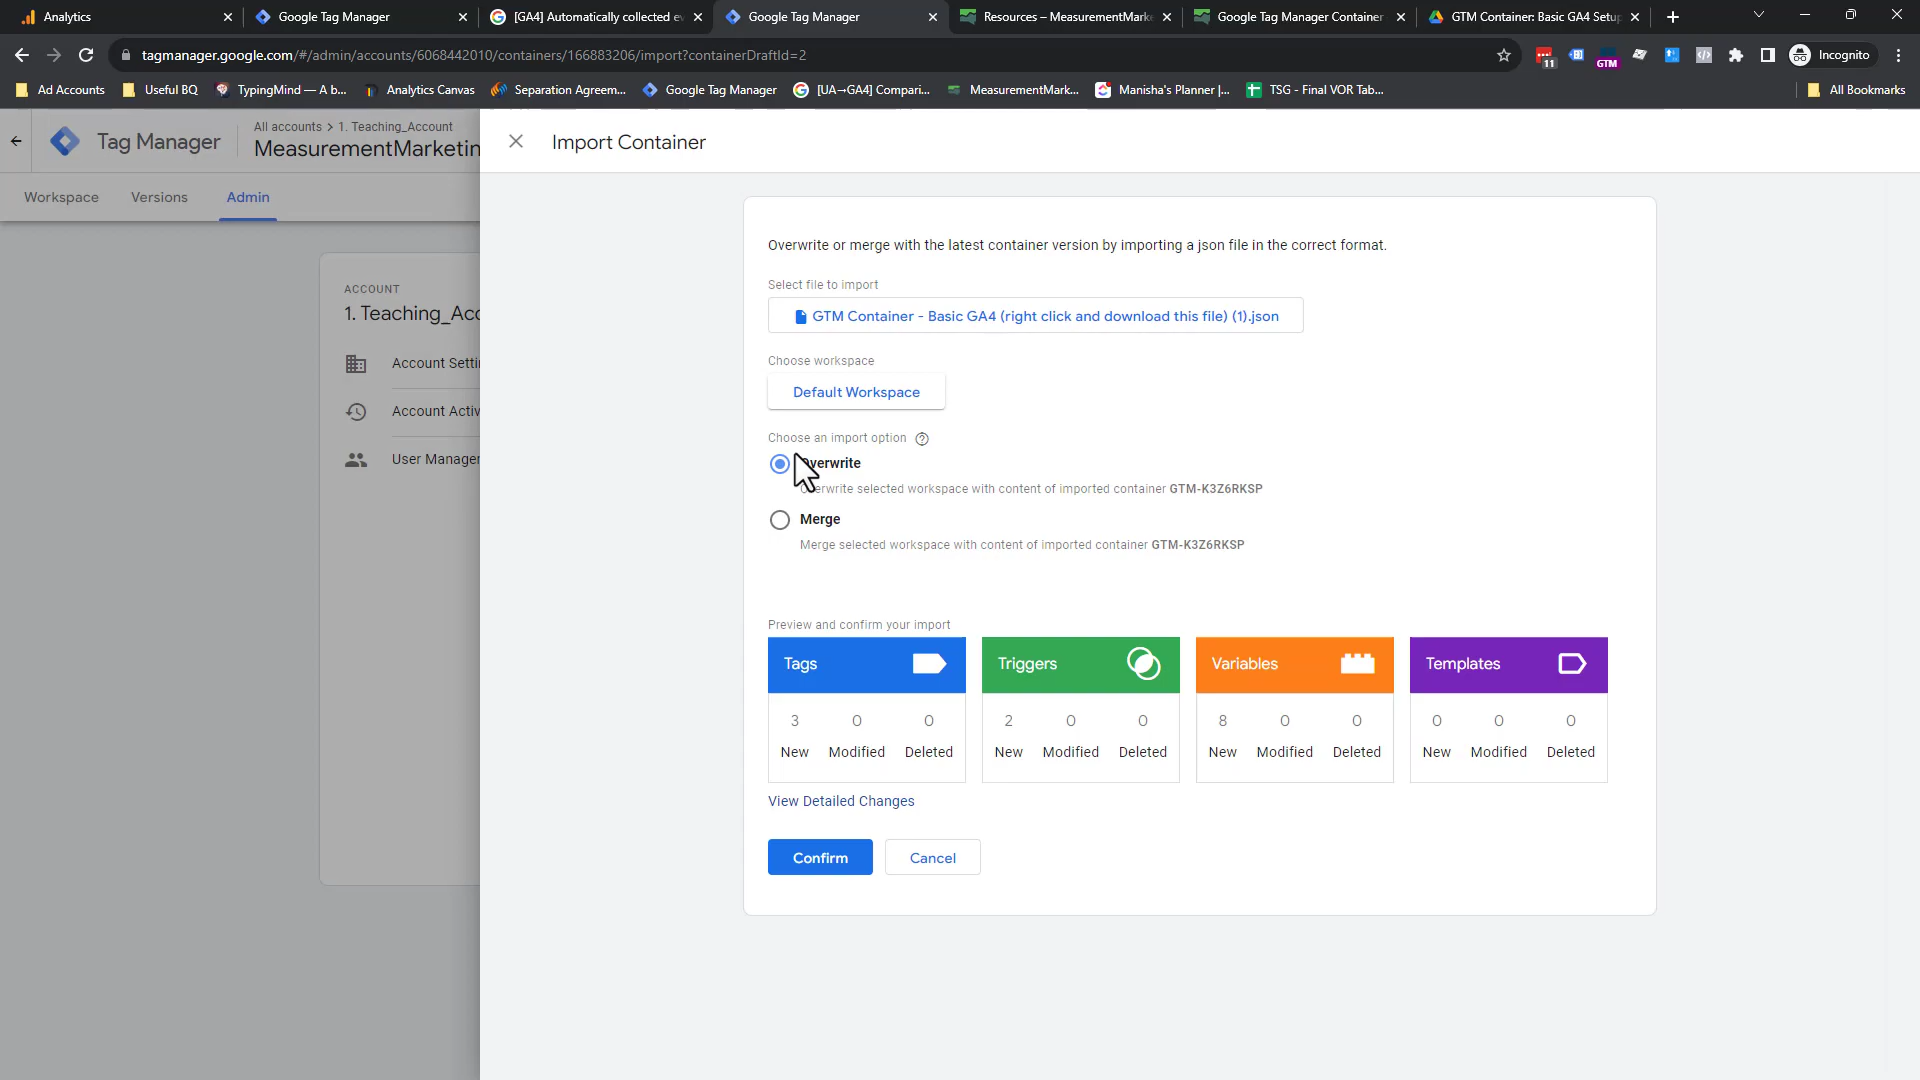 Analytics
Google Tag Manager
[GA4] Automatically collected ev
Google Tag Manager
Resources – MeasurementMarke
Google Tag Manager Container
GTM Container: Basic GA4 Setup
tagmanager.google.com/#/admin/accounts/6068442010/containers/166883206/import?containerDraftId=2
11
GTM
Incognito
Ad Accounts
Useful BQ
TypingMind — A b...
Analytics Canvas
Separation Agreem...
Google Tag Manager
[UA→GA4] Compari...
MeasurementMark...
Manisha's Planner |...
TSG - Final VOR Tab...
All Bookmarks
Tag Manager
All accounts > 1. Teaching_Account
MeasurementMarketin
Workspace
Versions
Admin
ACCOUNT
1. Teaching_Acc
Account Setti
Account Activ
User Manager
Import Container
Overwrite or merge with the latest container version by importing a json file in the correct format.
Select file to import
GTM Container - Basic GA4 (right click and download this file) (1).json
Choose workspace
Default Workspace
Choose an import option
Overwrite
Overwrite selected workspace with content of imported container GTM-K3Z6RKSP
Merge
Merge selected workspace with content of imported container GTM-K3Z6RKSP
Preview and confirm your import
Tags
3 0 0
New Modified Deleted
Triggers
2 0 0
New Modified Deleted
Variables
8 0 0
New Modified Deleted
Templates
0 0 0
New Modified Deleted
View Detailed Changes
Confirm
Cancel